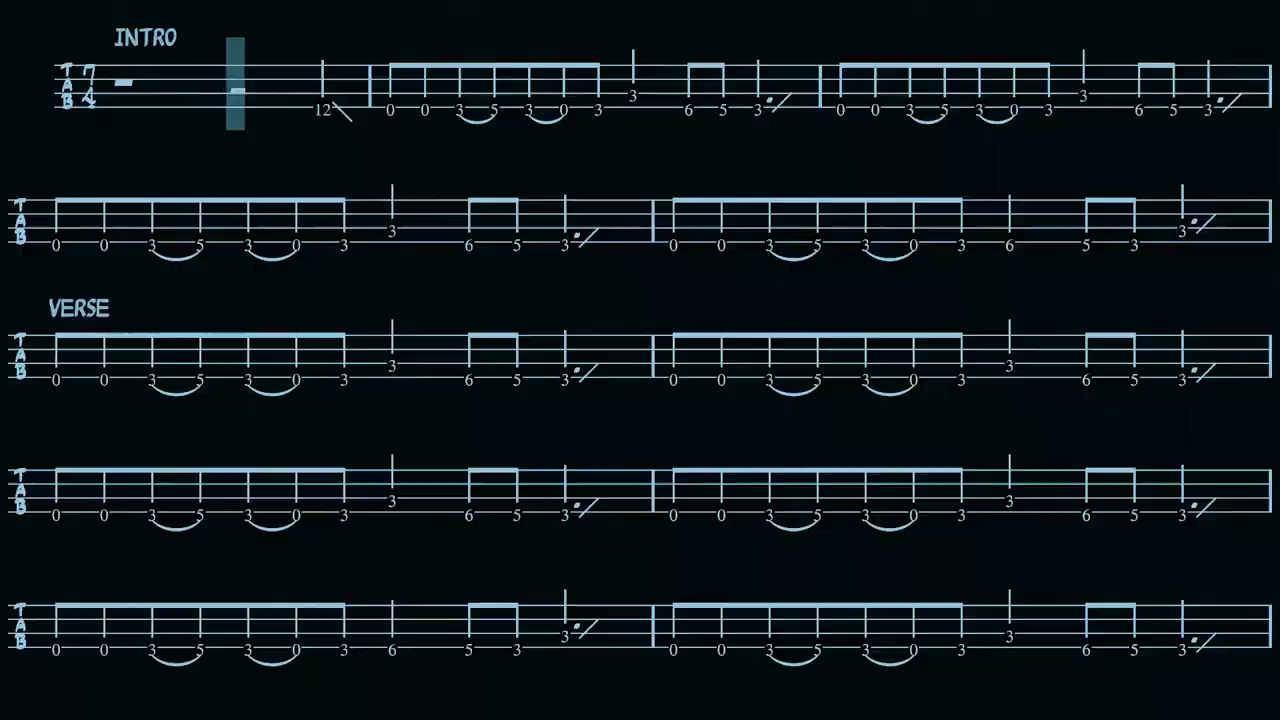 INTRO
TAB 7/4 12 0 0 3 5 3 0 3 3 6 5 3 0 0 3 5 3 0 3 3 6 5 3
TAB 0 0 3 5 3 0 3 3 6 5 3 0 0 3 5 3 0 3 6 5 3 3
VERSE
TAB 0 0 3 5 3 0 3 3 6 5 3 0 0 3 5 3 0 3 3 6 5 3
TAB 0 0 3 5 3 0 3 3 6 5 3 0 0 3 5 3 0 3 3 6 5 3
TAB 0 0 3 5 3 0 3 6 5 3 3 0 0 3 5 3 0 3 3 6 5 3